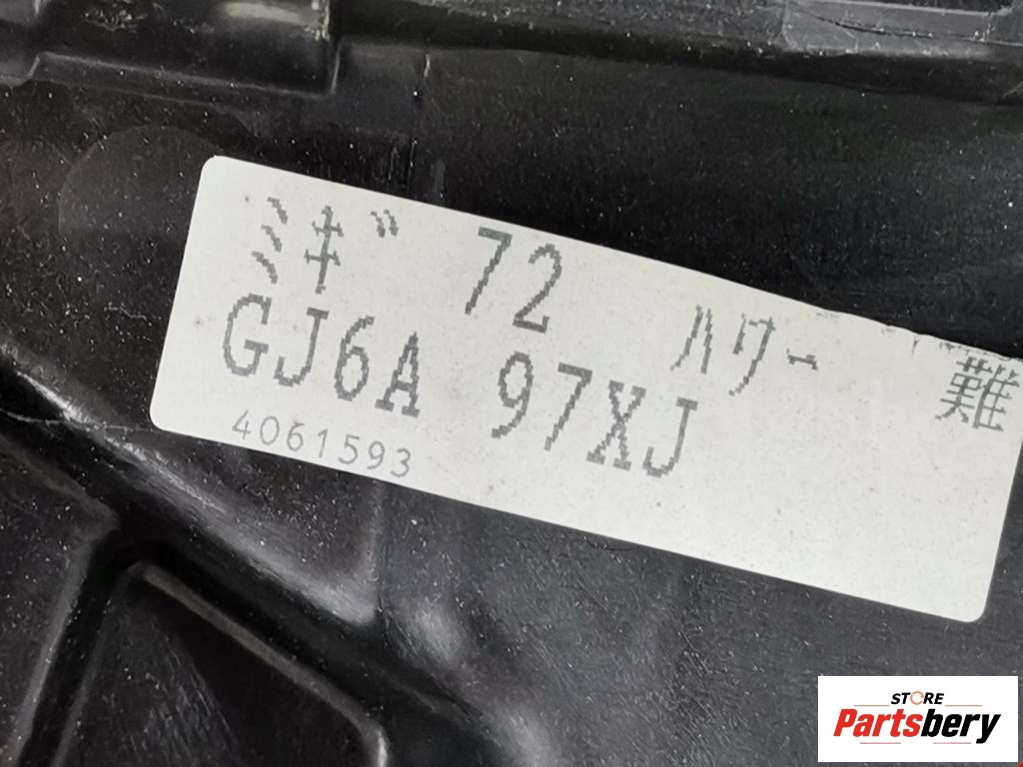 ﾐｷﾞ 72 ﾊﾜｰ 難
GJ6A 97XJ
4061593
STORE
Partsbery